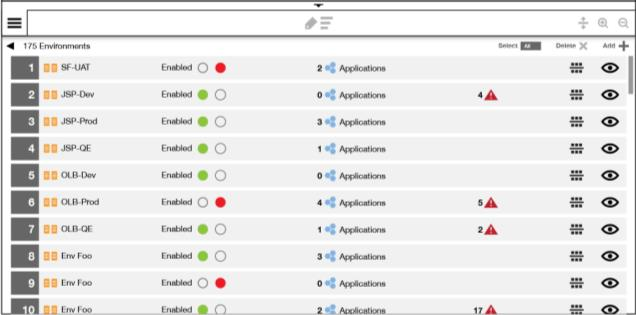 175 Environments Select All Delete Add
1 SF-UAT Enabled 2 Applications
2 JSP-Dev Enabled 0 Applications 4
3 JSP-Prod Enabled 3 Applications
4 JSP-QE Enabled 1 Applications
5 OLB-Dev Enabled 0 Applications
6 OLB-Prod Enabled 4 Applications 5
7 OLB-QE Enabled 1 Applications 2
8 Env Foo Enabled 3 Applications
9 Env Foo Enabled 0 Applications
10 Env Foo Enabled 2 Applications 17